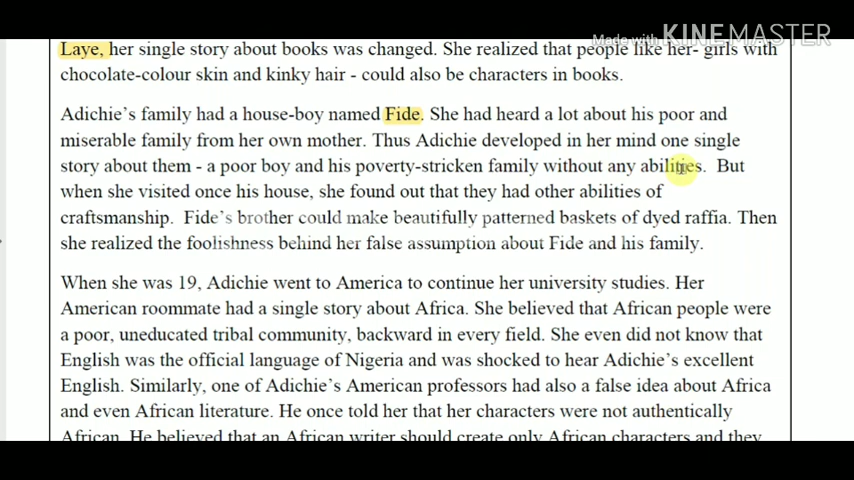 Made with KINEMASTER
Laye, her single story about books was changed. She realized that people like her- girls with
chocolate-colour skin and kinky hair - could also be characters in books.
Adichie's family had a house-boy named Fide. She had heard a lot about his poor and
miserable family from her own mother. Thus Adichie developed in her mind one single
story about them - a poor boy and his poverty-stricken family without any abilities. But
when she visited once his house, she found out that they had other abilities of
craftsmanship. Fide's brother could make beautifully patterned baskets of dyed raffia. Then
she realized the foolishness behind her false assumption about Fide and his family.
When she was 19, Adichie went to America to continue her university studies. Her
American roommate had a single story about Africa. She believed that African people were
a poor, uneducated tribal community, backward in every field. She even did not know that
English was the official language of Nigeria and was shocked to hear Adichie's excellent
English. Similarly, one of Adichie's American professors had also a false idea about Africa
and even African literature. He once told her that her characters were not authentically
African. He believed that an African writer should create only African characters and they